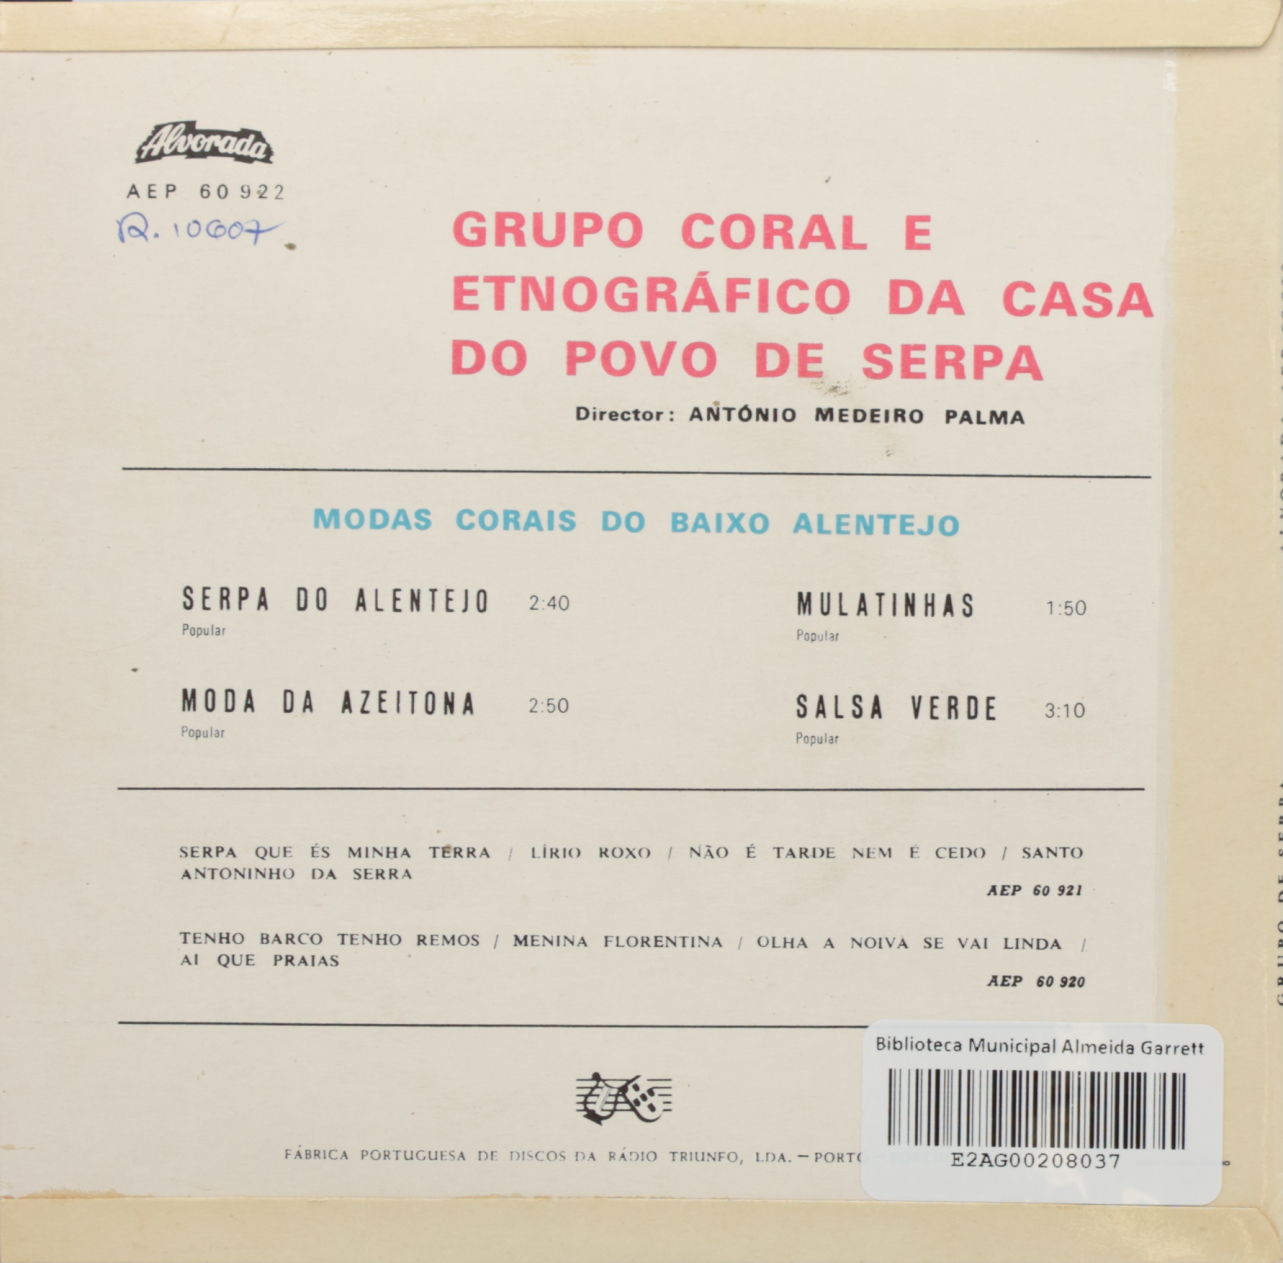 Alvorada
AEP 60 922
R. 10607
GRUPO CORAL E
ETNOGRÁFICO DA CASA
DO POVO DE SERPA
Director: ANTÓNIO MEDEIRO PALMA
MODAS CORAIS DO BAIXO ALENTEJO
SERPA DO ALENTEJO 2:40
Popular
MODA DA AZEITONA 2:50
Popular
MULATINHAS 1:50
Popular
SALSA VERDE 3:10
Popular
SERPA QUE ÉS MINHA TERRA / LÍRIO ROXO / NÃO É TARDE NEM É CEDO / SANTO
ANTONINHO DA SERRA
AEP 60 921
TENHO BARCO TENHO REMOS / MENINA FLORENTINA / OLHA A NOIVA SE VAI LINDA /
AI QUE PRAIAS
AEP 60 920
FÁBRICA PORTUGUESA DE DISCOS DA RÁDIO TRIUNFO, LDA. — PORTO
Biblioteca Municipal Almeida Garrett
E2AG00208037